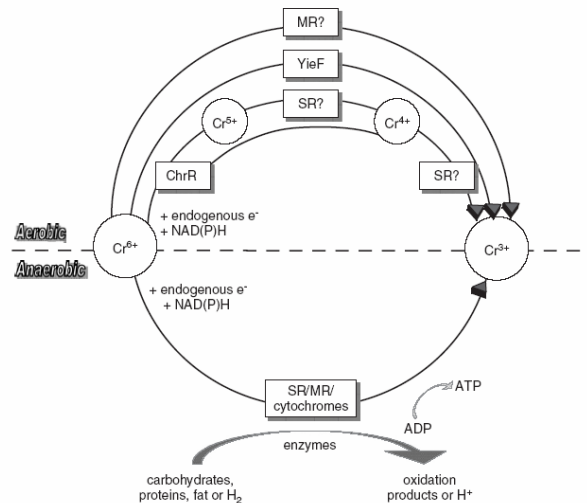 MR?
YieF
SR?
Cr⁵⁺
Cr⁴⁺
ChrR
SR?
+ endogenous e⁻
+ NAD(P)H
Aerobic
Cr⁶⁺
Cr³⁺
Anaerobic
+ endogenous e⁻
+ NAD(P)H
SR/MR/
cytochromes
ATP
ADP
enzymes
carbohydrates,
proteins, fat or H₂
oxidation
products or H⁺